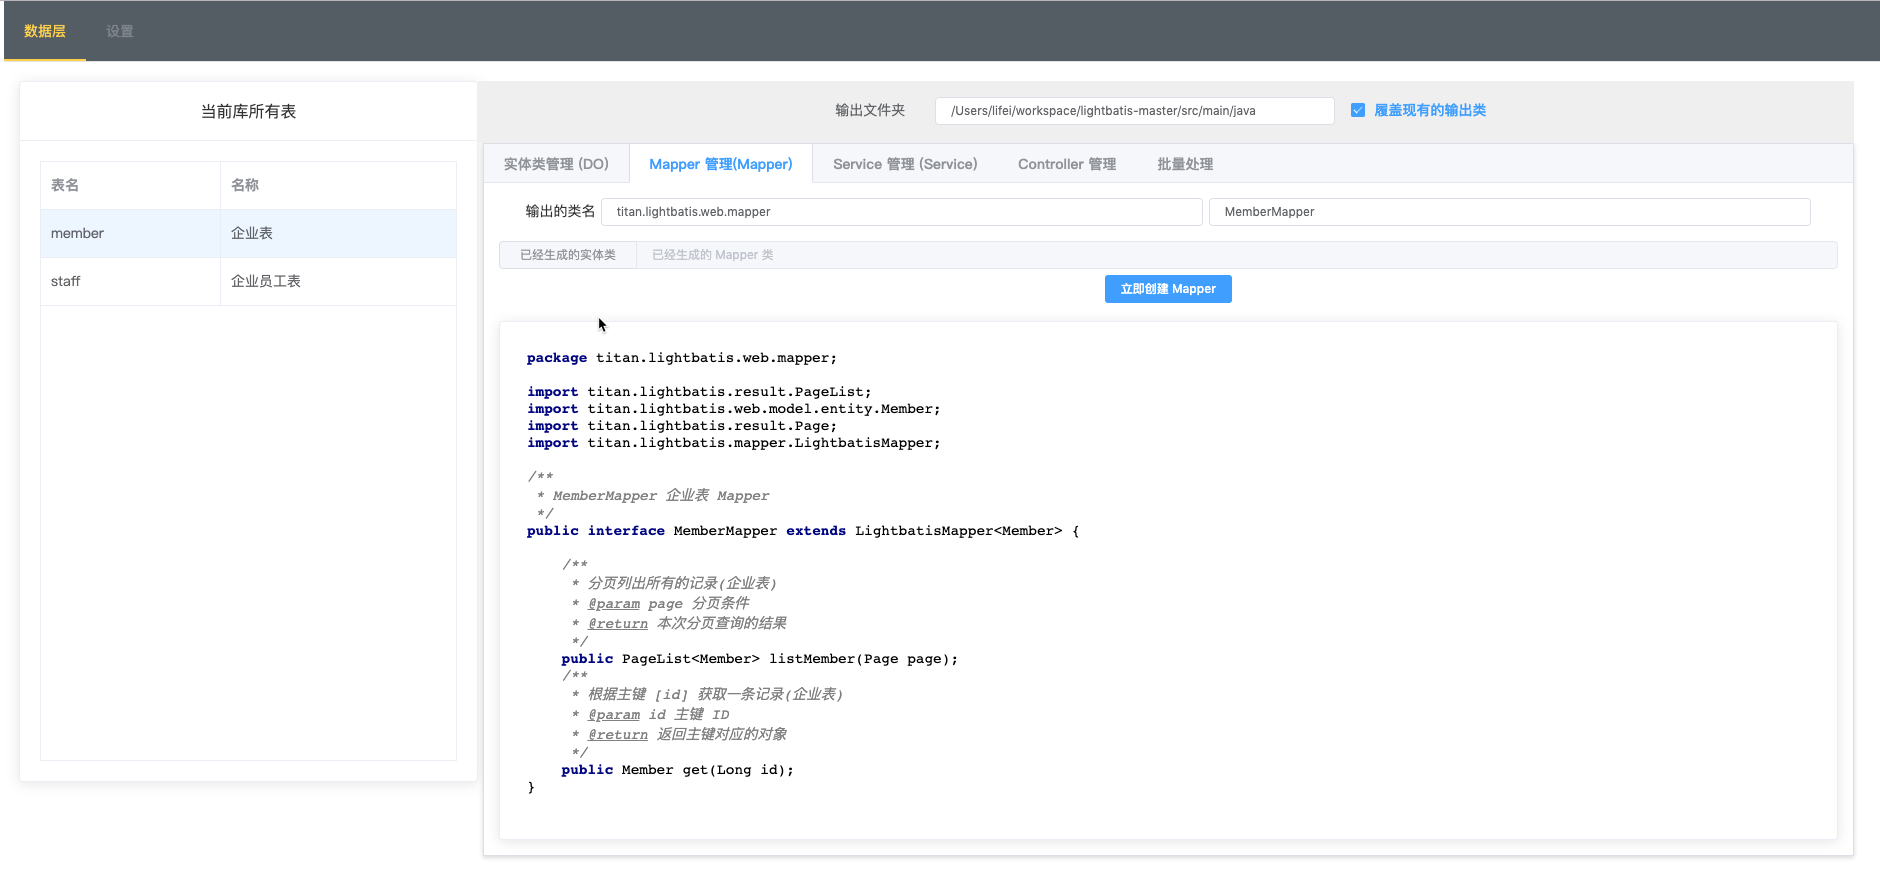 数据层 设置
当前库所有表
表名 名称
member 企业表
staff 企业员工表
输出文件夹 /Users/lifei/workspace/lightbatis-master/src/main/java 履盖现有的输出类
实体类管理 (DO) Mapper 管理(Mapper) Service 管理 (Service) Controller 管理 批量处理
输出的类名 titan.lightbatis.web.mapper MemberMapper
已经生成的实体类 已经生成的 Mapper 类
立即创建 Mapper
package titan.lightbatis.web.mapper;
import titan.lightbatis.result.PageList;
import titan.lightbatis.web.model.entity.Member;
import titan.lightbatis.result.Page;
import titan.lightbatis.mapper.LightbatisMapper;
/**
* MemberMapper 企业表 Mapper
*/
public interface MemberMapper extends LightbatisMapper<Member> {
/**
* 分页列出所有的记录(企业表)
* @param page 分页条件
* @return 本次分页查询的结果
*/
public PageList<Member> listMember(Page page);
/**
* 根据主键 [id] 获取一条记录(企业表)
* @param id 主键 ID
* @return 返回主键对应的对象
*/
public Member get(Long id);
}